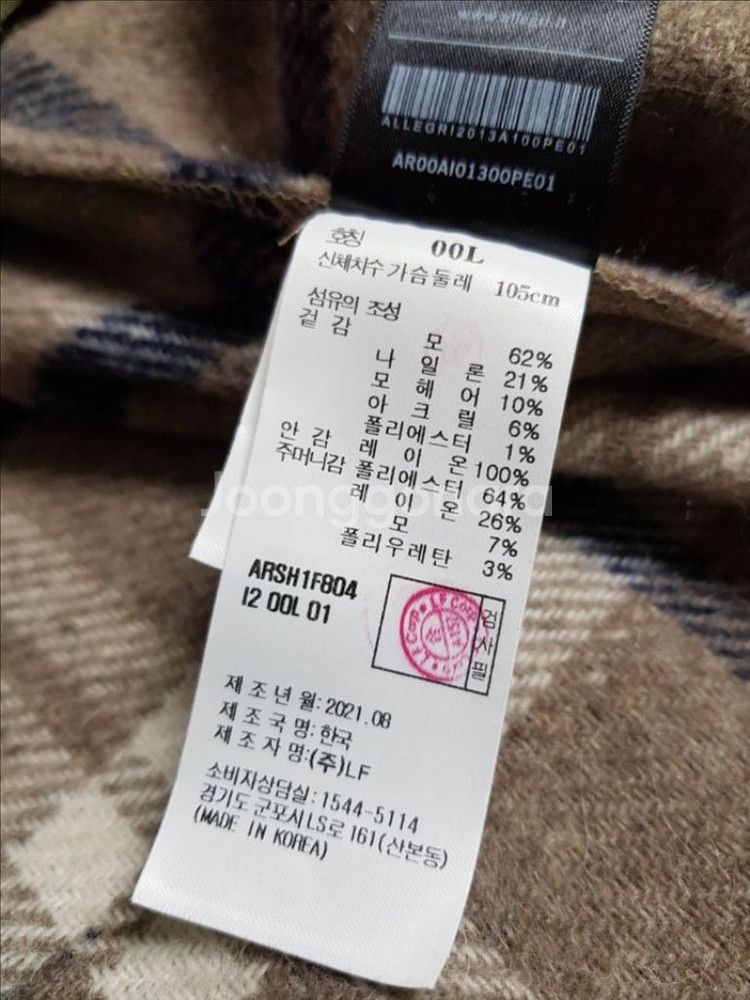 www.allegri.it
ALLEGRI2013A100PE01
AR00AI01300PE01
호칭 00L
신체치수 가슴둘레 105cm
섬유의 조성
겉감 모 62%
나일론 21%
모헤어 10%
아크릴 6%
폴리에스터 1%
안감 레이온 100%
주머니감 폴리에스터 64%
레이온 26%
모 7%
폴리우레탄 3%
Joonggonara
ARSH1F804
I2 00L 01
LF Corp
검사필
제조년월:2021.08
제조국명:한국
제조자명:(주)LF
소비자상담실:1544-5114
경기도 군포시 LS로 161(산본동)
(MADE IN KOREA)